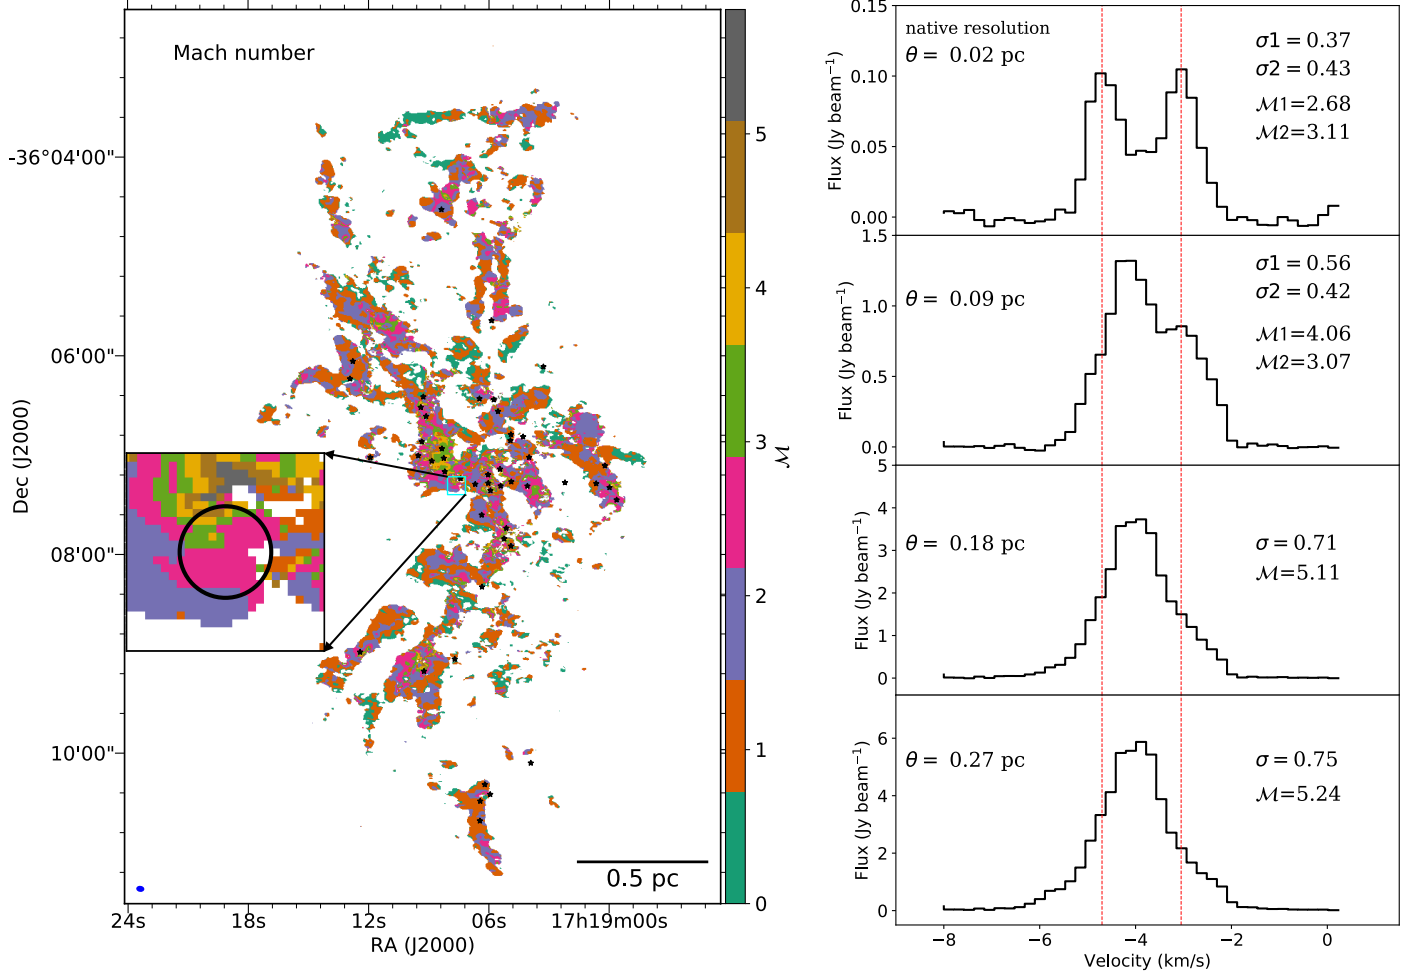 Mach number
-36°04'00"
06'00"
08'00"
10'00"
Dec (J2000)
24s
18s
12s
06s
17h19m00s
RA (J2000)
0.5 pc
5
4
3
2
1
0
ℳ
native resolution
θ = 0.02 pc
σ1 = 0.37
σ2 = 0.43
ℳ1=2.68
ℳ2=3.11
0.15
0.10
0.05
0.00
Flux (Jy beam⁻¹)
θ = 0.09 pc
σ1 = 0.56
σ2 = 0.42
ℳ1=4.06
ℳ2=3.07
1.5
1.0
0.5
0.0
Flux (Jy beam⁻¹)
θ = 0.18 pc
σ = 0.71
ℳ=5.11
5
4
3
2
1
0
Flux (Jy beam⁻¹)
θ = 0.27 pc
σ = 0.75
ℳ=5.24
6
4
2
0
Flux (Jy beam⁻¹)
−8
−6
−4
−2
0
Velocity (km/s)